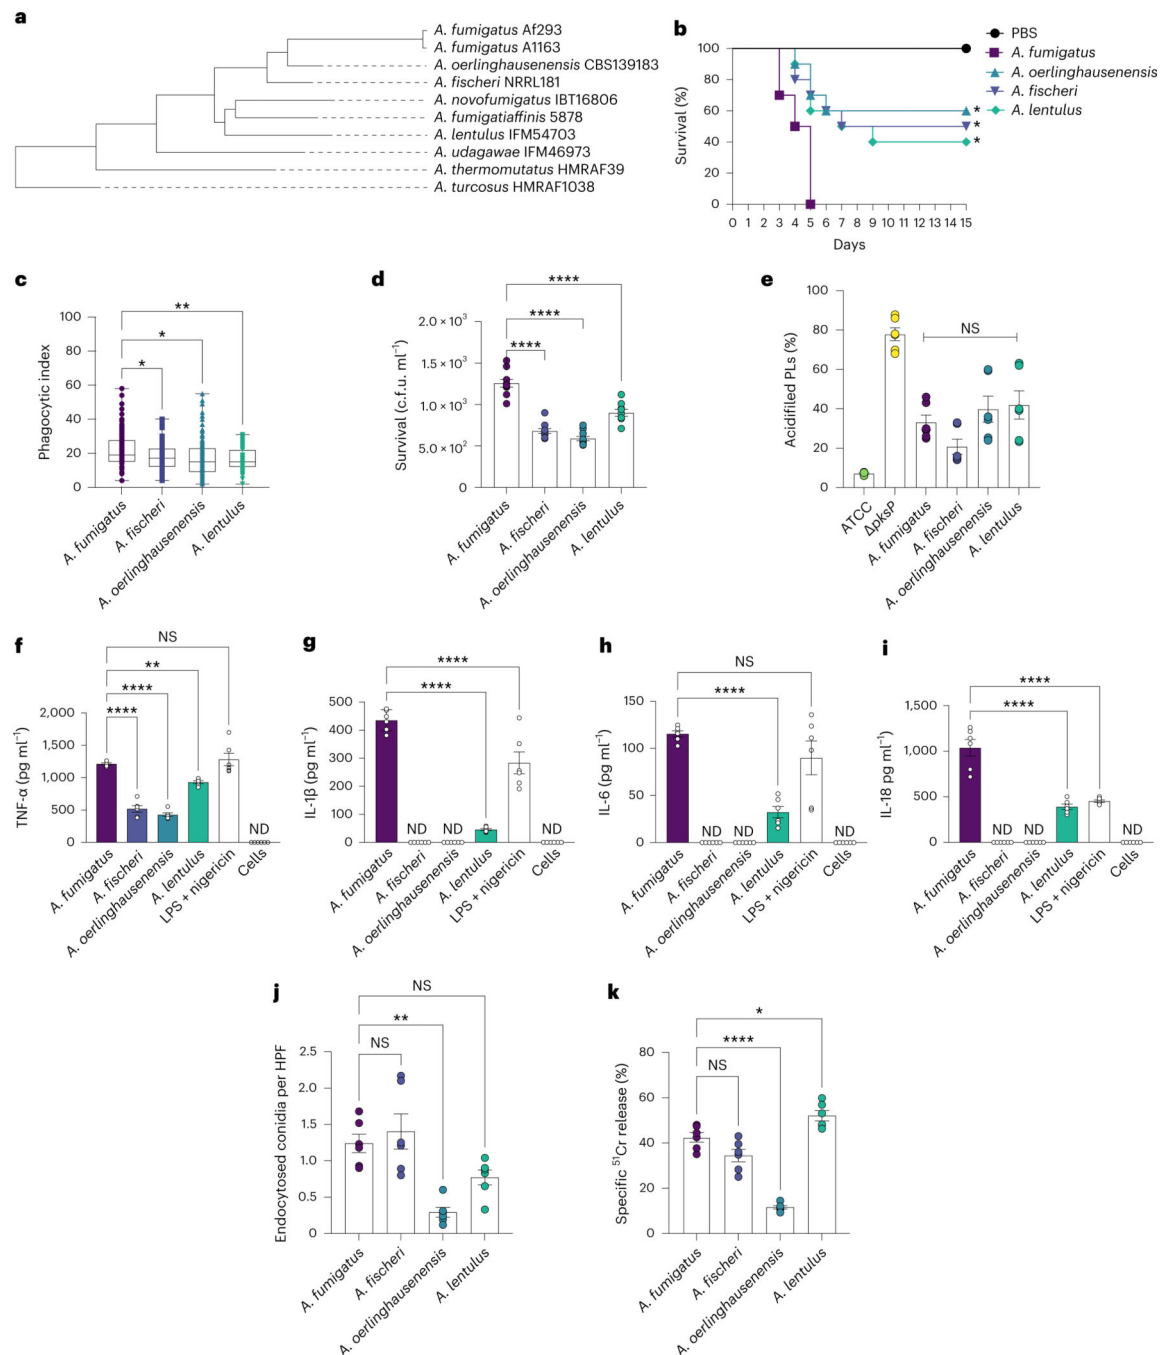 a
A. fumigatus Af293
A. fumigatus A1163
A. oerlinghausenensis CBS139183
A. fischeri NRRL181
A. novofumigatus IBT16806
A. fumigatiaffinis 5878
A. lentulus IFM54703
A. udagawae IFM46973
A. thermomutatus HMRAF39
A. turcosus HMRAF1038
b
Survival (%)
100
80
60
40
20
0
0 1 2 3 4 5 6 7 8 9 10 11 12 13 14 15
Days
*
*
*
PBS
A. fumigatus
A. oerlinghausenensis
A. fischeri
A. lentulus
c
Phagocytic index
100
80
60
40
20
0
**
*
*
A. fumigatus
A. fischeri
A. oerlinghausenensis
A. lentulus
d
Survival (c.f.u. ml⁻¹)
2.0 × 10³
1.5 × 10³
1.0 × 10³
5.0 × 10²
0
****
****
****
A. fumigatus
A. fischeri
A. oerlinghausenensis
A. lentulus
e
Acidifiled PLs (%)
100
80
60
40
20
0
NS
ATCC
ΔpksP
A. fumigatus
A. fischeri
A. oerlinghausenensis
A. lentulus
f
TNF-α (pg ml⁻¹)
2,000
1,500
1,000
500
0
NS
**
****
****
ND
A. fumigatus
A. fischeri
A. oerlinghausenensis
A. lentulus
LPS + nigericin
Cells
g
IL-1β (pg ml⁻¹)
500
400
300
200
100
0
****
****
ND
ND
ND
A. fumigatus
A. fischeri
A. oerlinghausenensis
A. lentulus
LPS + nigericin
Cells
h
IL-6 (pg ml⁻¹)
150
100
50
0
NS
****
ND
ND
ND
A. fumigatus
A. fischeri
A. oerlinghausenensis
A. lentulus
LPS + nigericin
Cells
i
IL-18 pg ml⁻¹)
1,500
1,000
500
0
****
****
ND
ND
ND
A. fumigatus
A. fischeri
A. oerlinghausenensis
A. lentulus
LPS + nigericin
Cells
j
Endocytosed conidia per HPF
2.5
2.0
1.5
1.0
0.5
0
NS
**
NS
A. fumigatus
A. fischeri
A. oerlinghausenensis
A. lentulus
k
Specific ⁵¹Cr release (%)
80
60
40
20
0
*
****
NS
A. fumigatus
A. fischeri
A. oerlinghausenensis
A. lentulus